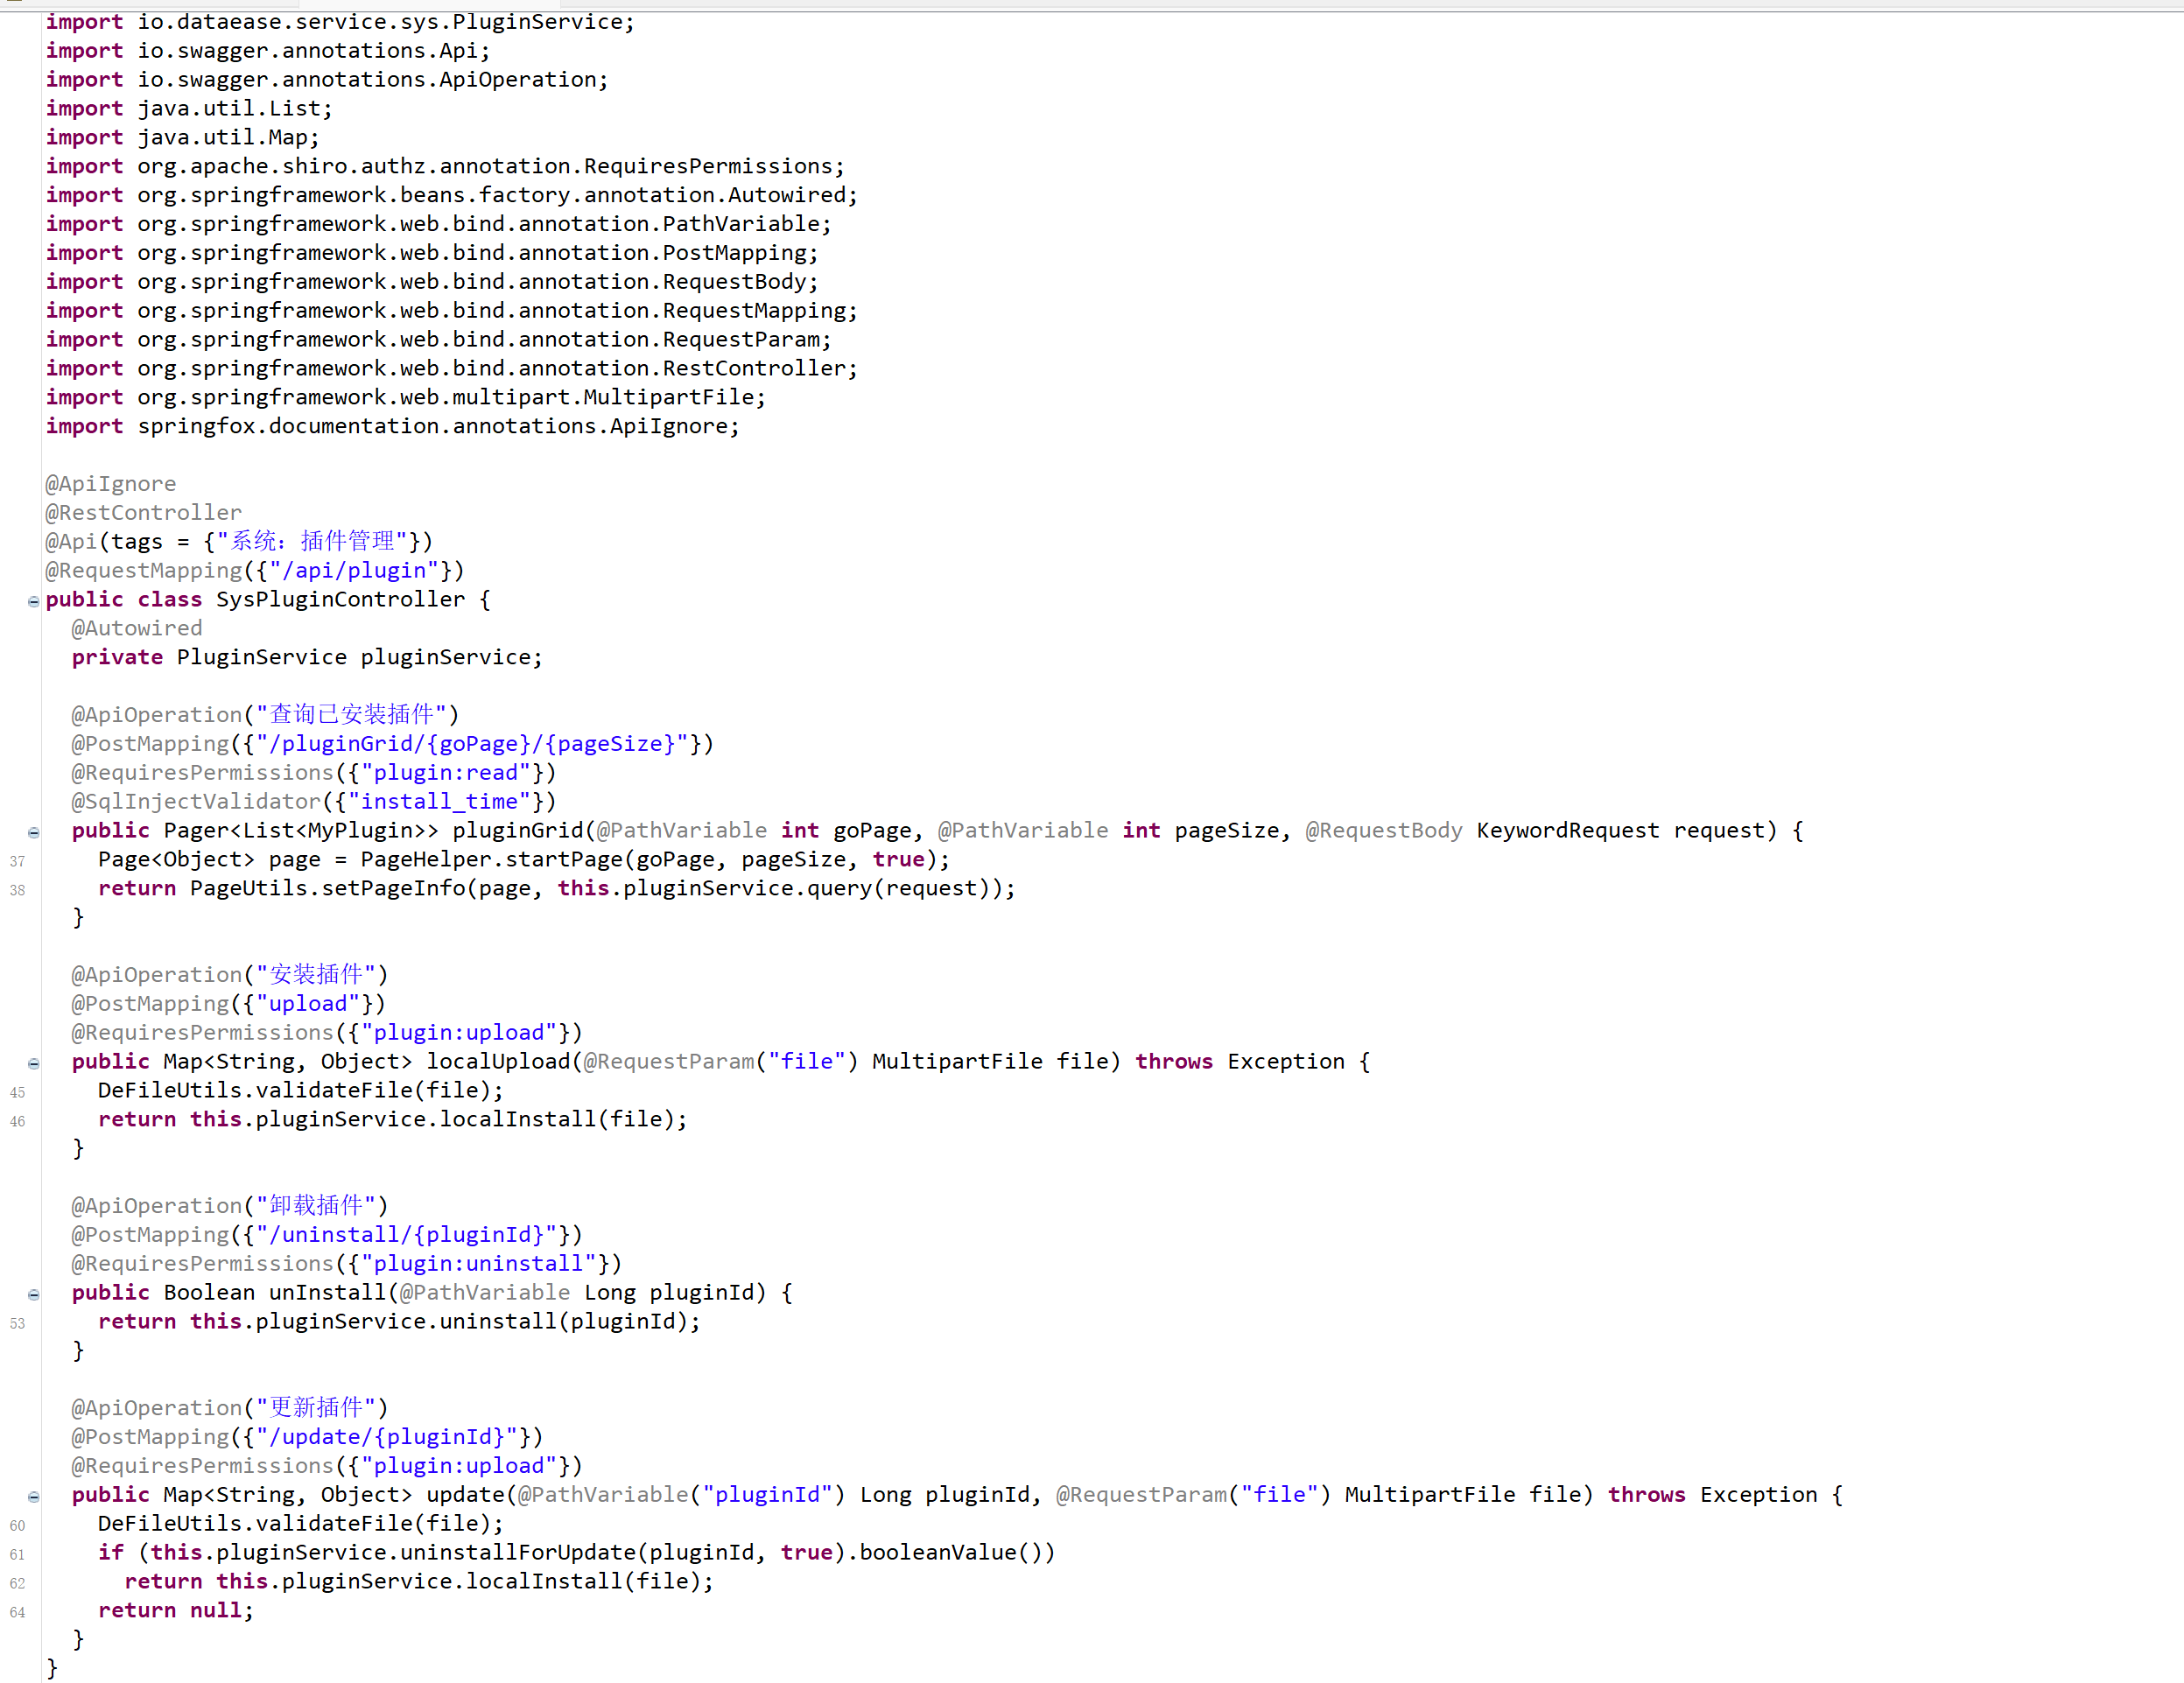 import io.dataease.service.sys.PluginService;
import io.swagger.annotations.Api;
import io.swagger.annotations.ApiOperation;
import java.util.List;
import java.util.Map;
import org.apache.shiro.authz.annotation.RequiresPermissions;
import org.springframework.beans.factory.annotation.Autowired;
import org.springframework.web.bind.annotation.PathVariable;
import org.springframework.web.bind.annotation.PostMapping;
import org.springframework.web.bind.annotation.RequestBody;
import org.springframework.web.bind.annotation.RequestMapping;
import org.springframework.web.bind.annotation.RequestParam;
import org.springframework.web.bind.annotation.RestController;
import org.springframework.web.multipart.MultipartFile;
import springfox.documentation.annotations.ApiIgnore;

@ApiIgnore
@RestController
@Api(tags = {"系统：插件管理"})
@RequestMapping({"/api/plugin"})
public class SysPluginController {
  @Autowired
  private PluginService pluginService;

  @ApiOperation("查询已安装插件")
  @PostMapping({"/pluginGrid/{goPage}/{pageSize}"})
  @RequiresPermissions({"plugin:read"})
  @SqlInjectValidator({"install_time"})
  public Pager<List<MyPlugin>> pluginGrid(@PathVariable int goPage, @PathVariable int pageSize, @RequestBody KeywordRequest request) {
37    Page<Object> page = PageHelper.startPage(goPage, pageSize, true);
38    return PageUtils.setPageInfo(page, this.pluginService.query(request));
  }

  @ApiOperation("安装插件")
  @PostMapping({"upload"})
  @RequiresPermissions({"plugin:upload"})
  public Map<String, Object> localUpload(@RequestParam("file") MultipartFile file) throws Exception {
45    DeFileUtils.validateFile(file);
46    return this.pluginService.localInstall(file);
  }

  @ApiOperation("卸载插件")
  @PostMapping({"/uninstall/{pluginId}"})
  @RequiresPermissions({"plugin:uninstall"})
  public Boolean unInstall(@PathVariable Long pluginId) {
53    return this.pluginService.uninstall(pluginId);
  }

  @ApiOperation("更新插件")
  @PostMapping({"/update/{pluginId}"})
  @RequiresPermissions({"plugin:upload"})
  public Map<String, Object> update(@PathVariable("pluginId") Long pluginId, @RequestParam("file") MultipartFile file) throws Exception {
60    DeFileUtils.validateFile(file);
61    if (this.pluginService.uninstallForUpdate(pluginId, true).booleanValue())
62      return this.pluginService.localInstall(file);
64    return null;
  }
}